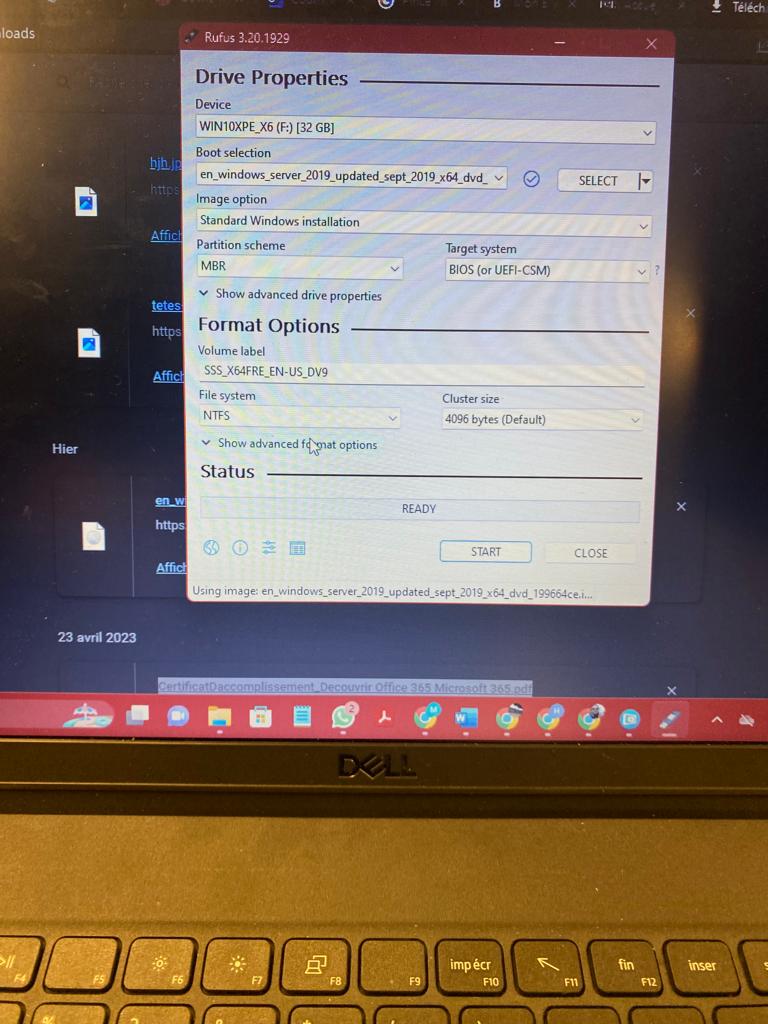 Téléch
loads
Rufus 3.20.1929
Drive Properties
Device
WIN10XPE_X6 (F:) [32 GB]
Boot selection
en_windows_server_2019_updated_sept_2019_x64_dvd_
SELECT
Image option
Standard Windows installation
Partition scheme
Target system
MBR
BIOS (or UEFI-CSM)
?
Show advanced drive properties
Format Options
Volume label
SSS_X64FRE_EN-US_DV9
File system
Cluster size
NTFS
4096 bytes (Default)
Show advanced format options
Status
READY
START
CLOSE
Using image: en_windows_server_2019_updated_sept_2019_x64_dvd_199664ce.i...
hjh.jp
https
Affich
tetes
https
Affich
Hier
en_w
https
Affich
23 avril 2023
CertificatDaccomplissement_Decouvrir Office 365 Microsoft 365.pdf
2
M
W
H
DELL
F4
F5
F6
F7
F8
F9
imp écr
F10
F11
fin
F12
inser